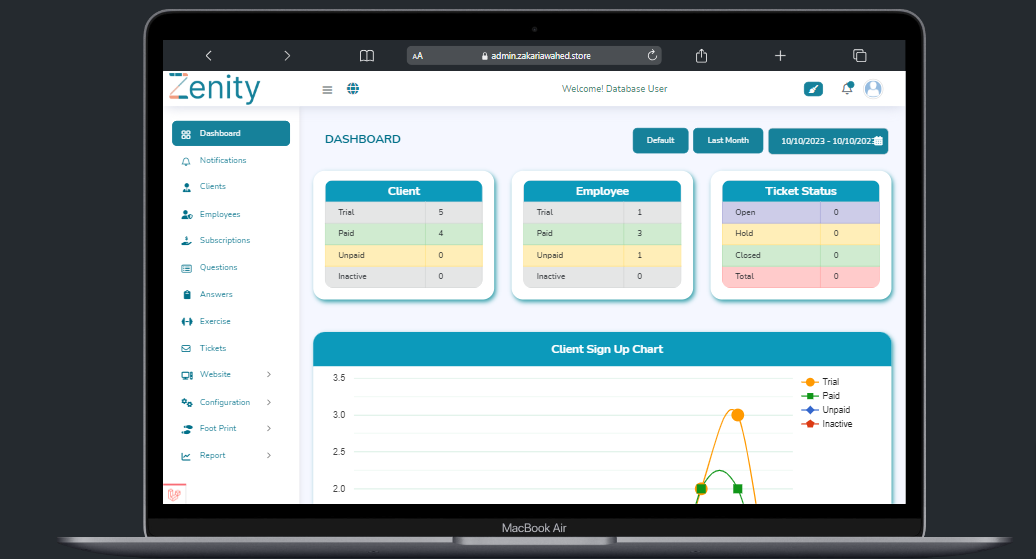 AA
admin.zakariawahed.store
Zenity
Welcome! Database User
Dashboard
Notifications
Clients
Employees
Subscriptions
Questions
Answers
Exercise
Tickets
Website
Configuration
Foot Print
Report
DASHBOARD
Default
Last Month
10/10/2023 - 10/10/2023
Client
Trial 5
Paid 4
Unpaid 0
Inactive 0
Employee
Trial 1
Paid 3
Unpaid 1
Inactive 0
Ticket Status
Open 0
Hold 0
Closed 0
Total 0
Client Sign Up Chart
3.5
3.0
2.5
2.0
Trial
Paid
Unpaid
Inactive
MacBook Air